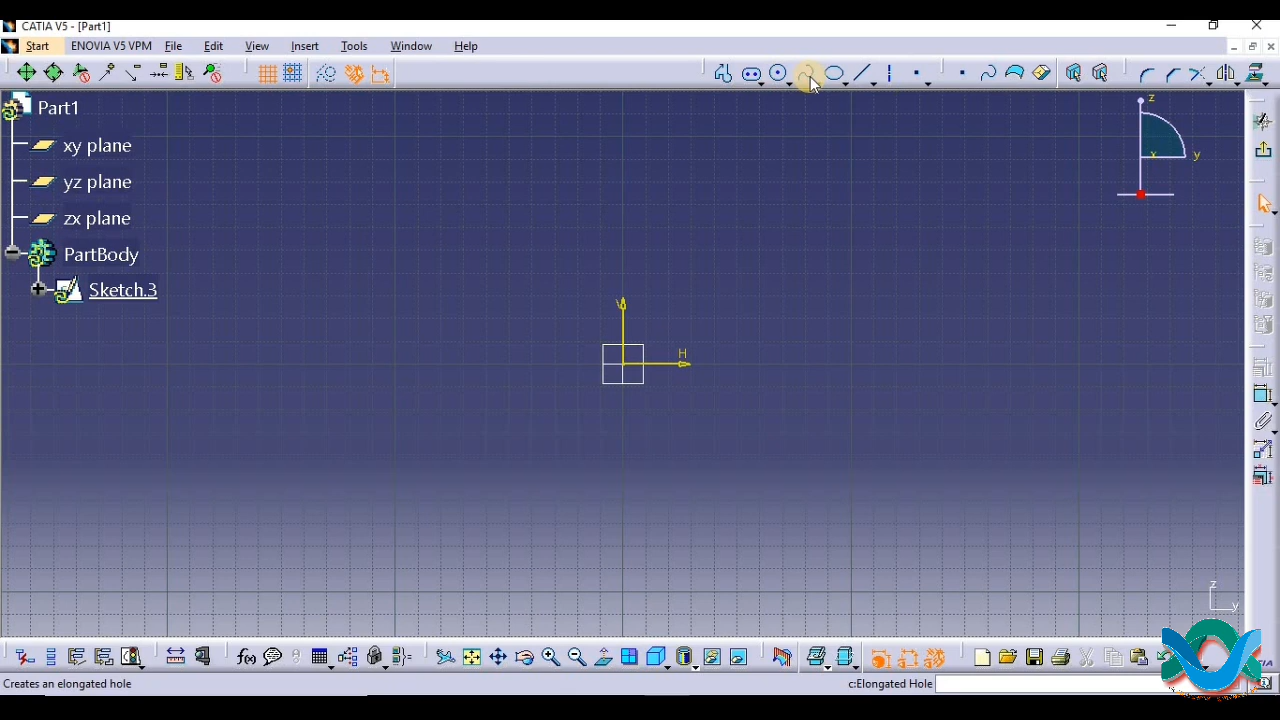 CATIA V5 - [Part1]
Start ENOVIA V5 VPM File Edit View Insert Tools Window Help
Part1
xy plane
yz plane
zx plane
PartBody
Sketch.3
z
x
y
V
H
z
y
f(x)
Creates an elongated hole
c:Elongated Hole